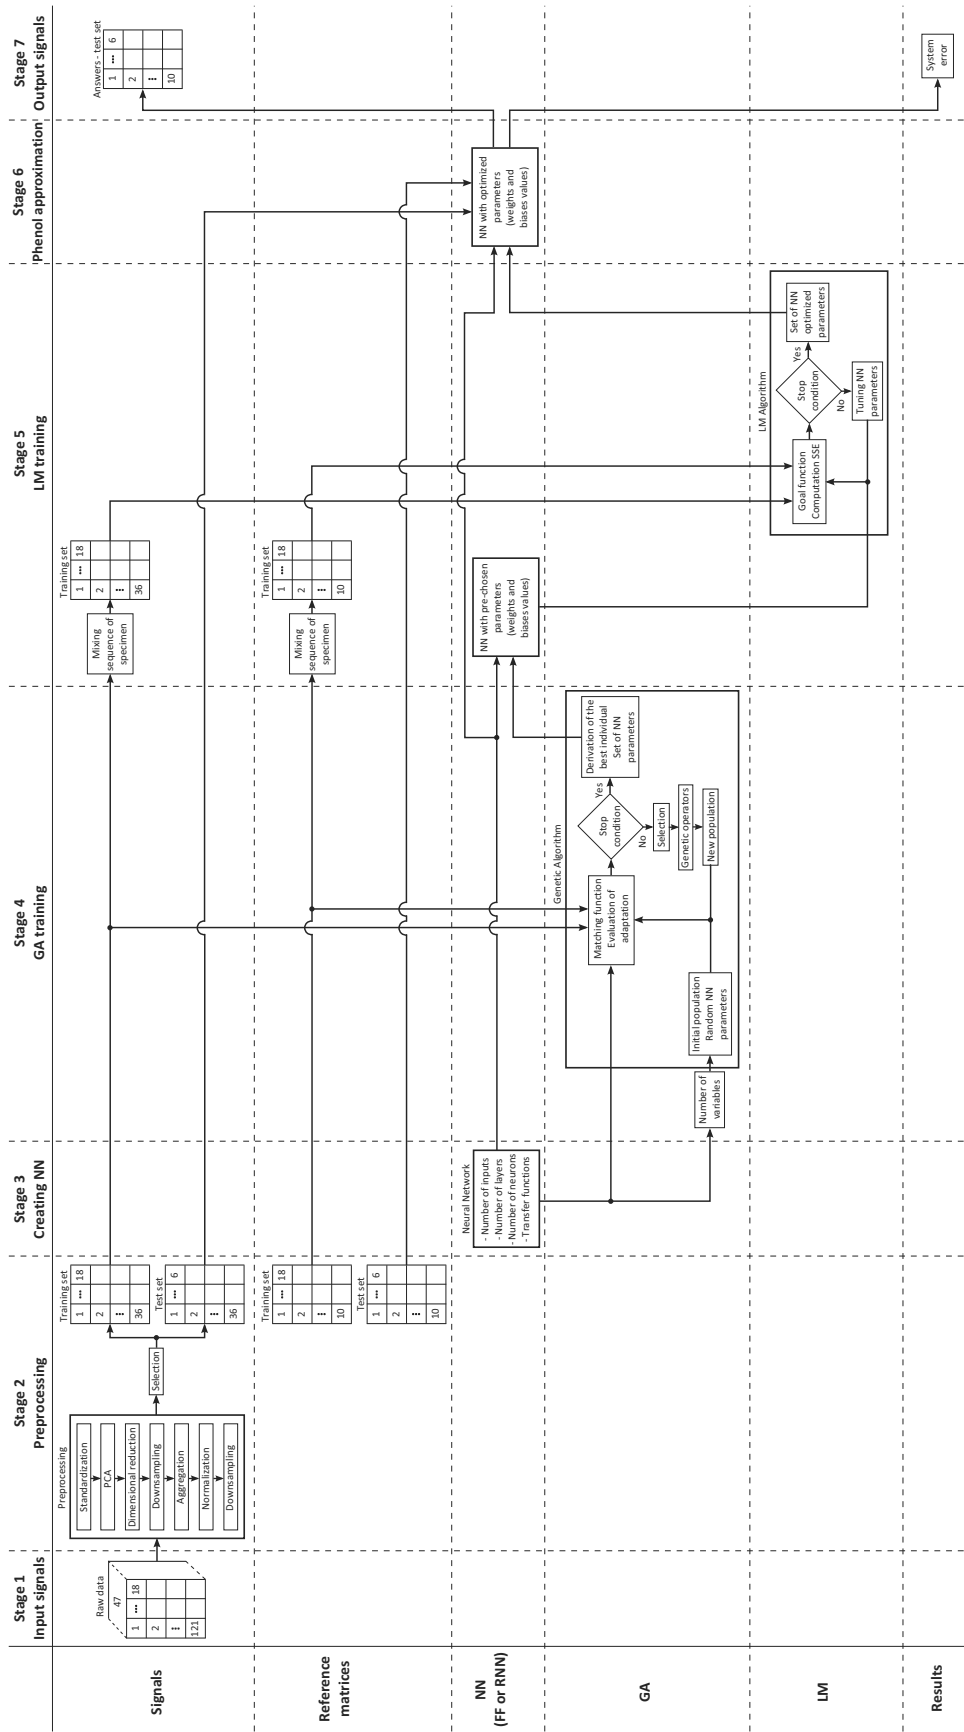 Stage 1
Input signals
Stage 2
Preprocessing
Stage 3
Creating NN
Stage 4
GA training
Stage 5
LM training
Stage 6
Phenol approximation
Stage 7
Output signals
Signals
Raw data
47
1 ... 18
2
⋮
121
Preprocessing
Standardization
PCA
Dimensional reduction
Downsampling
Aggregation
Normalization
Downsampling
Selection
Training set
1 ... 18
2
⋮
36
Test set
1 ... 6
2
⋮
36
Mixing
sequence of
specimen
Training set
1 ... 18
2
⋮
36
Answers - test set
1 ... 6
2
⋮
10
Reference
matrices
Training set
1 ... 18
2
⋮
10
Test set
1 ... 6
2
⋮
10
Mixing
sequence of
specimen
Training set
1 ... 18
2
⋮
10
NN
(FF or RNN)
Neural Network
- Number of inputs
- Number of layers
- Number of neurons
- Transfer functions
NN with pre-chosen
parameters
(weights and
biases values)
NN with optimized
parameters
(weights and
biases values)
GA
Number of
variables
Genetic Algorithm
Initial population
Random NN
parameters
Matching function
Evaluation of
adaptation
Stop
condition
Yes
No
Selection
Genetic operators
New population
Derivation of the
best individual
Set of NN
parameters
LM
LM Algorithm
Goal function
Computation SSE
Stop
condition
Yes
No
Tuning NN
parameters
Set of NN
optimized
parameters
Results
System
error